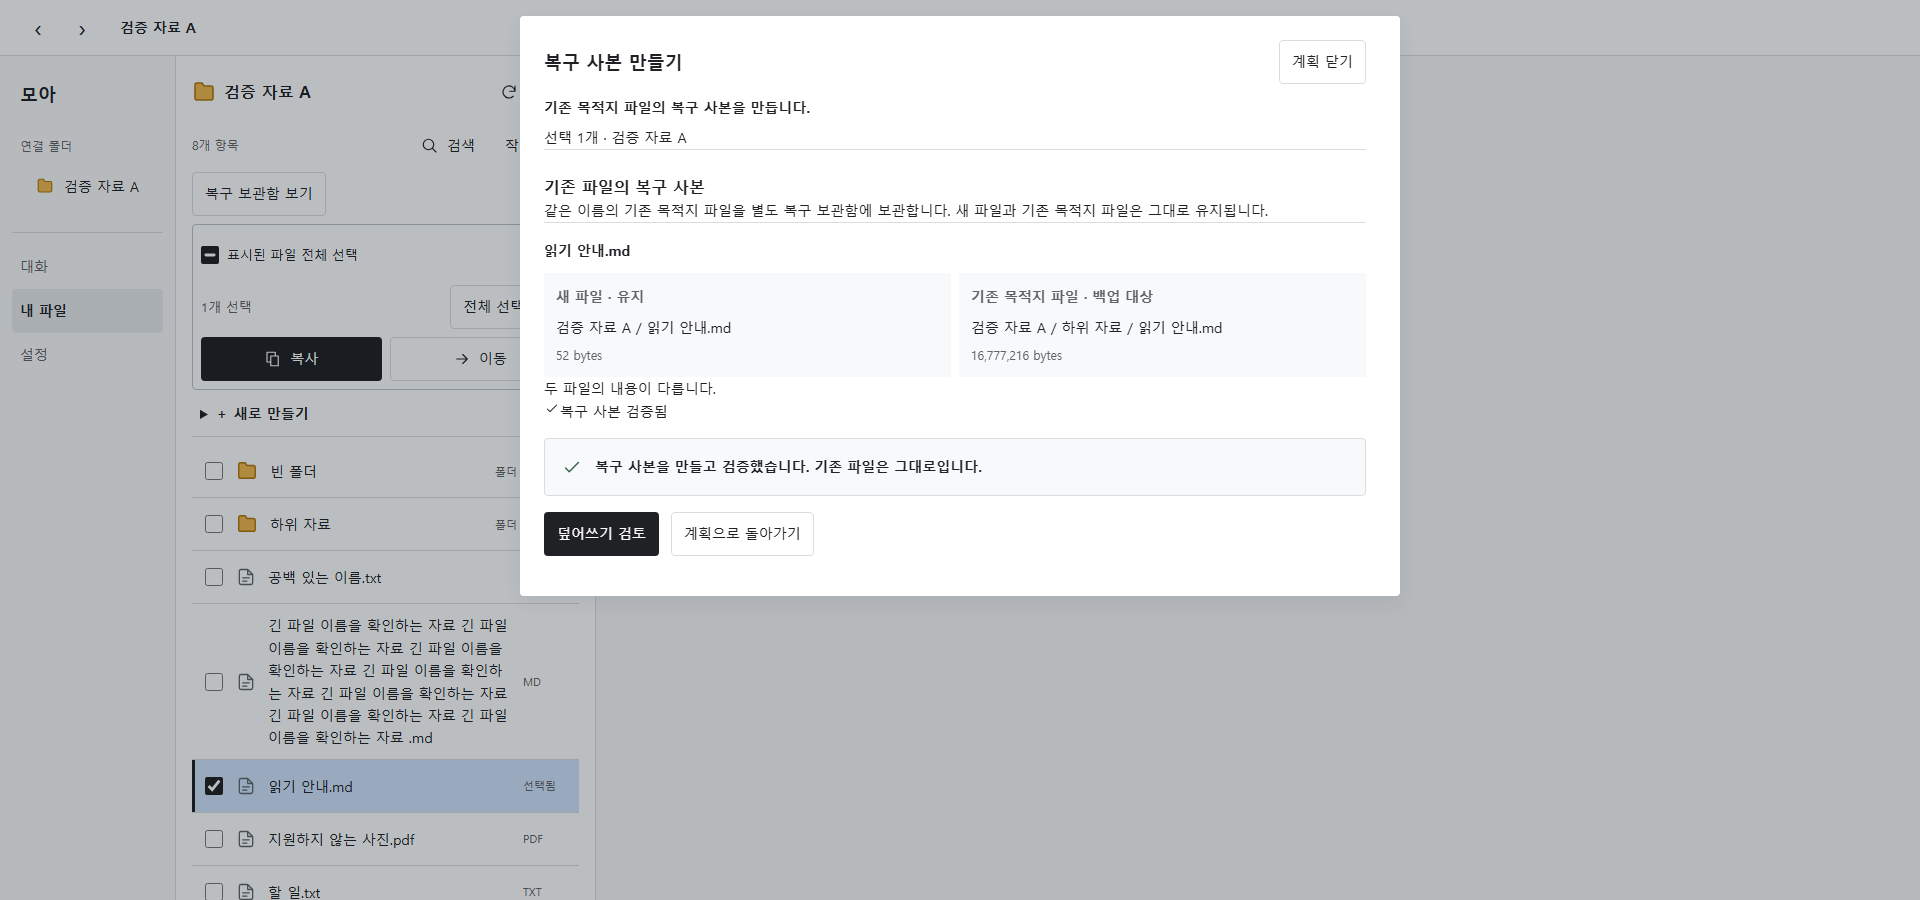 검증 자료 A
모아
연결 폴더
검증 자료 A
대화
내 파일
설정
검증 자료 A
8개 항목
검색
작
복구 보관함 보기
표시된 파일 전체 선택
1개 선택
전체 선택
복사
이동
+ 새로 만들기
빈 폴더
폴더
하위 자료
폴더
공백 있는 이름.txt
긴 파일 이름을 확인하는 자료 긴 파일
이름을 확인하는 자료 긴 파일 이름을
확인하는 자료 긴 파일 이름을 확인하
는 자료 긴 파일 이름을 확인하는 자료
긴 파일 이름을 확인하는 자료 긴 파일
이름을 확인하는 자료 .md
MD
읽기 안내.md
선택됨
지원하지 않는 사진.pdf
PDF
할 일.txt
TXT
복구 사본 만들기
계획 닫기
기존 목적지 파일의 복구 사본을 만듭니다.
선택 1개 · 검증 자료 A
기존 파일의 복구 사본
같은 이름의 기존 목적지 파일을 별도 복구 보관함에 보관합니다. 새 파일과 기존 목적지 파일은 그대로 유지됩니다.
읽기 안내.md
새 파일 · 유지
검증 자료 A / 읽기 안내.md
52 bytes
기존 목적지 파일 · 백업 대상
검증 자료 A / 하위 자료 / 읽기 안내.md
16,777,216 bytes
두 파일의 내용이 다릅니다.
복구 사본 검증됨
복구 사본을 만들고 검증했습니다. 기존 파일은 그대로입니다.
덮어쓰기 검토
계획으로 돌아가기